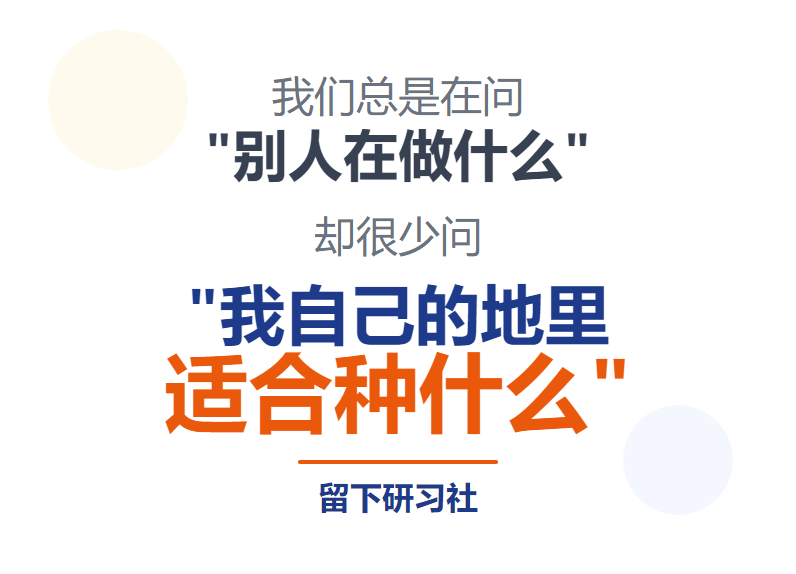 我们总是在问
"别人在做什么"
却很少问
"我自己的地里
适合种什么"
留下研习社